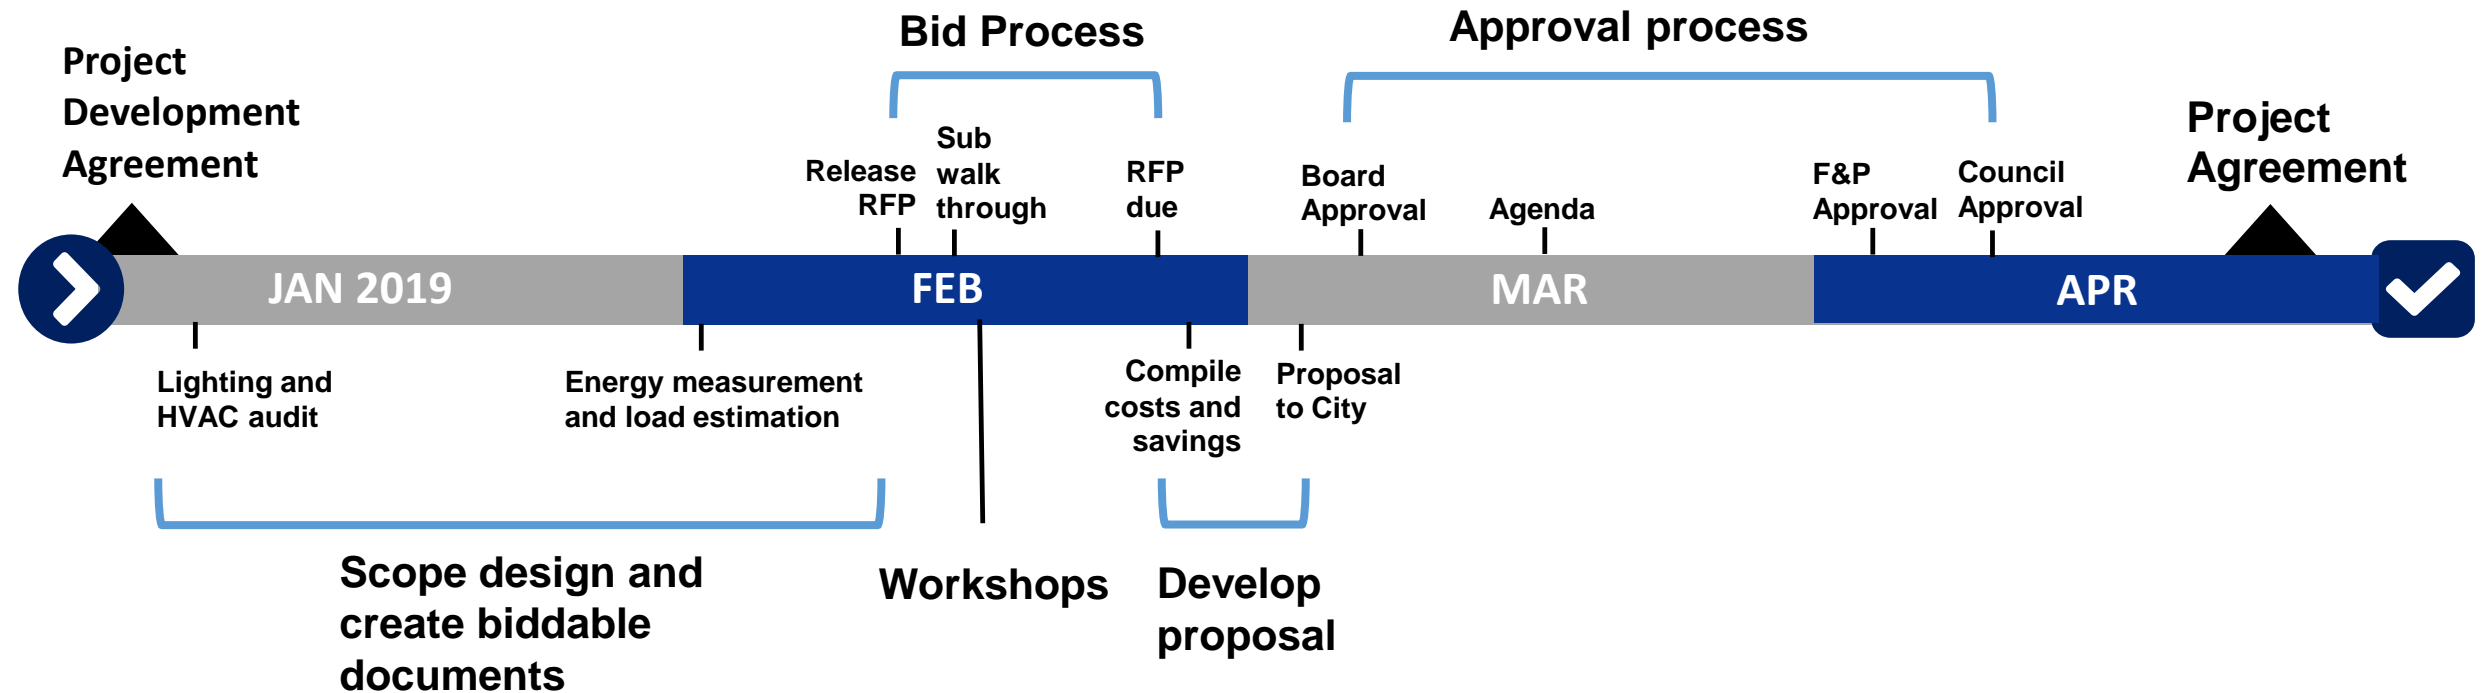 Bid Process
Approval process
Project
Development
Agreement
Project
Agreement
Release
RFP
Sub
walk
through
RFP
due
Board
Approval
Agenda
F&P
Approval
Council
Approval
JAN 2019
FEB
MAR
APR
Lighting and
HVAC audit
Energy measurement
and load estimation
Compile
costs and
savings
Proposal
to City
Scope design and
create biddable
documents
Workshops
Develop
proposal